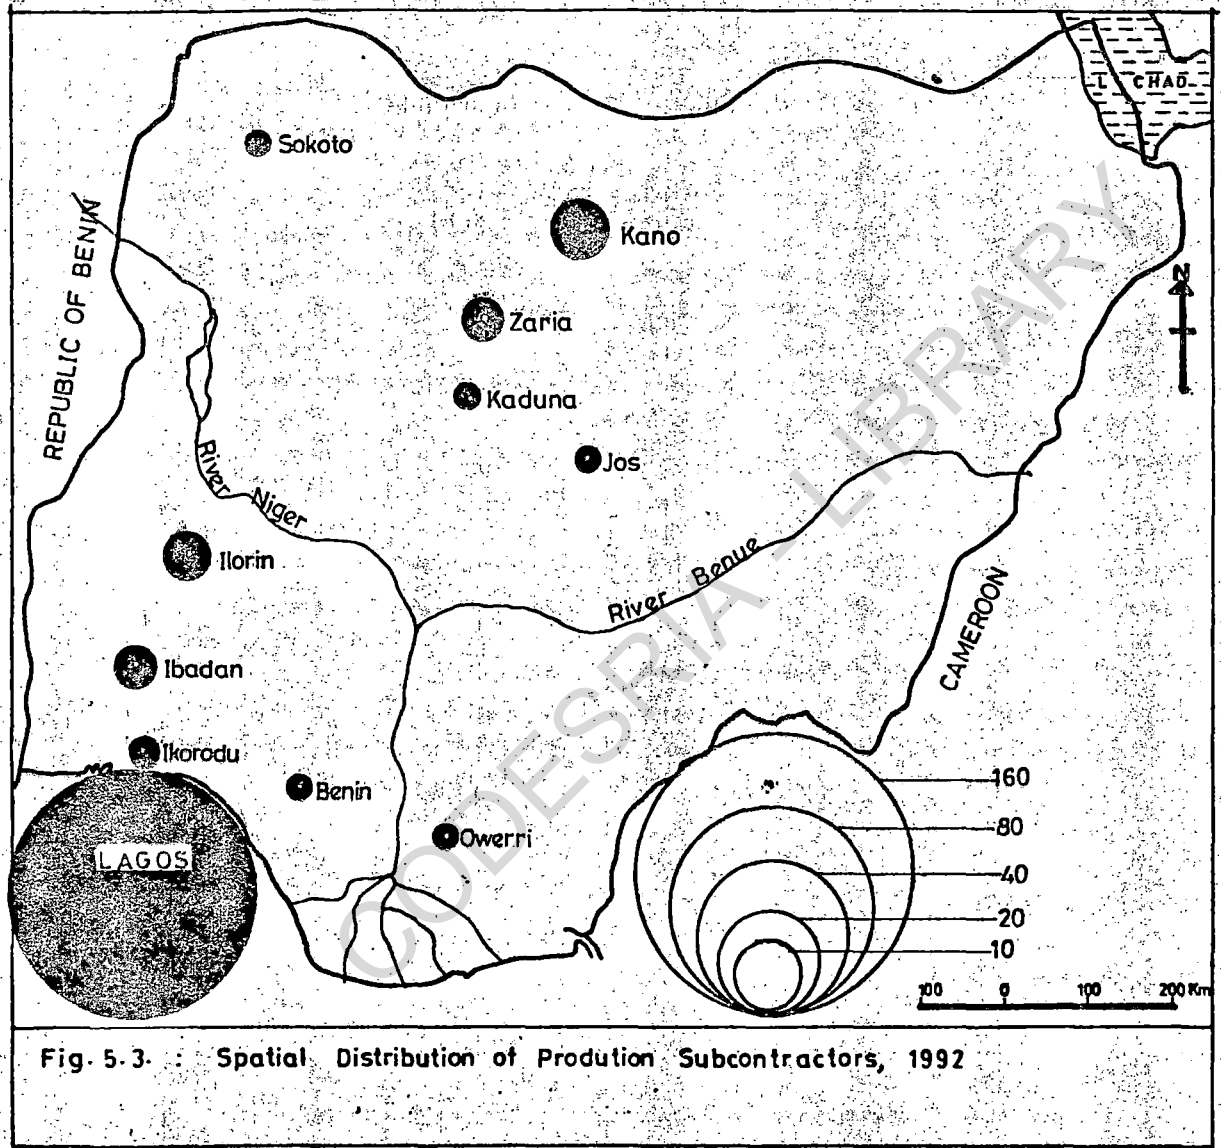 L CHAD
Sokoto
REPUBLIC OF BENIN
Kano
N
Zaria
Kaduna
Jos
River Niger
Ilorin
River Benue
CAMEROON
Ibadan
Ikorodu
160
Benin
80
Owerri
LAGOS
40
20
10
100 0 100 200 Km
CODESRIA - LIBRARY
Fig. 5.3. : Spatial Distribution of Prodution Subcontractors, 1992